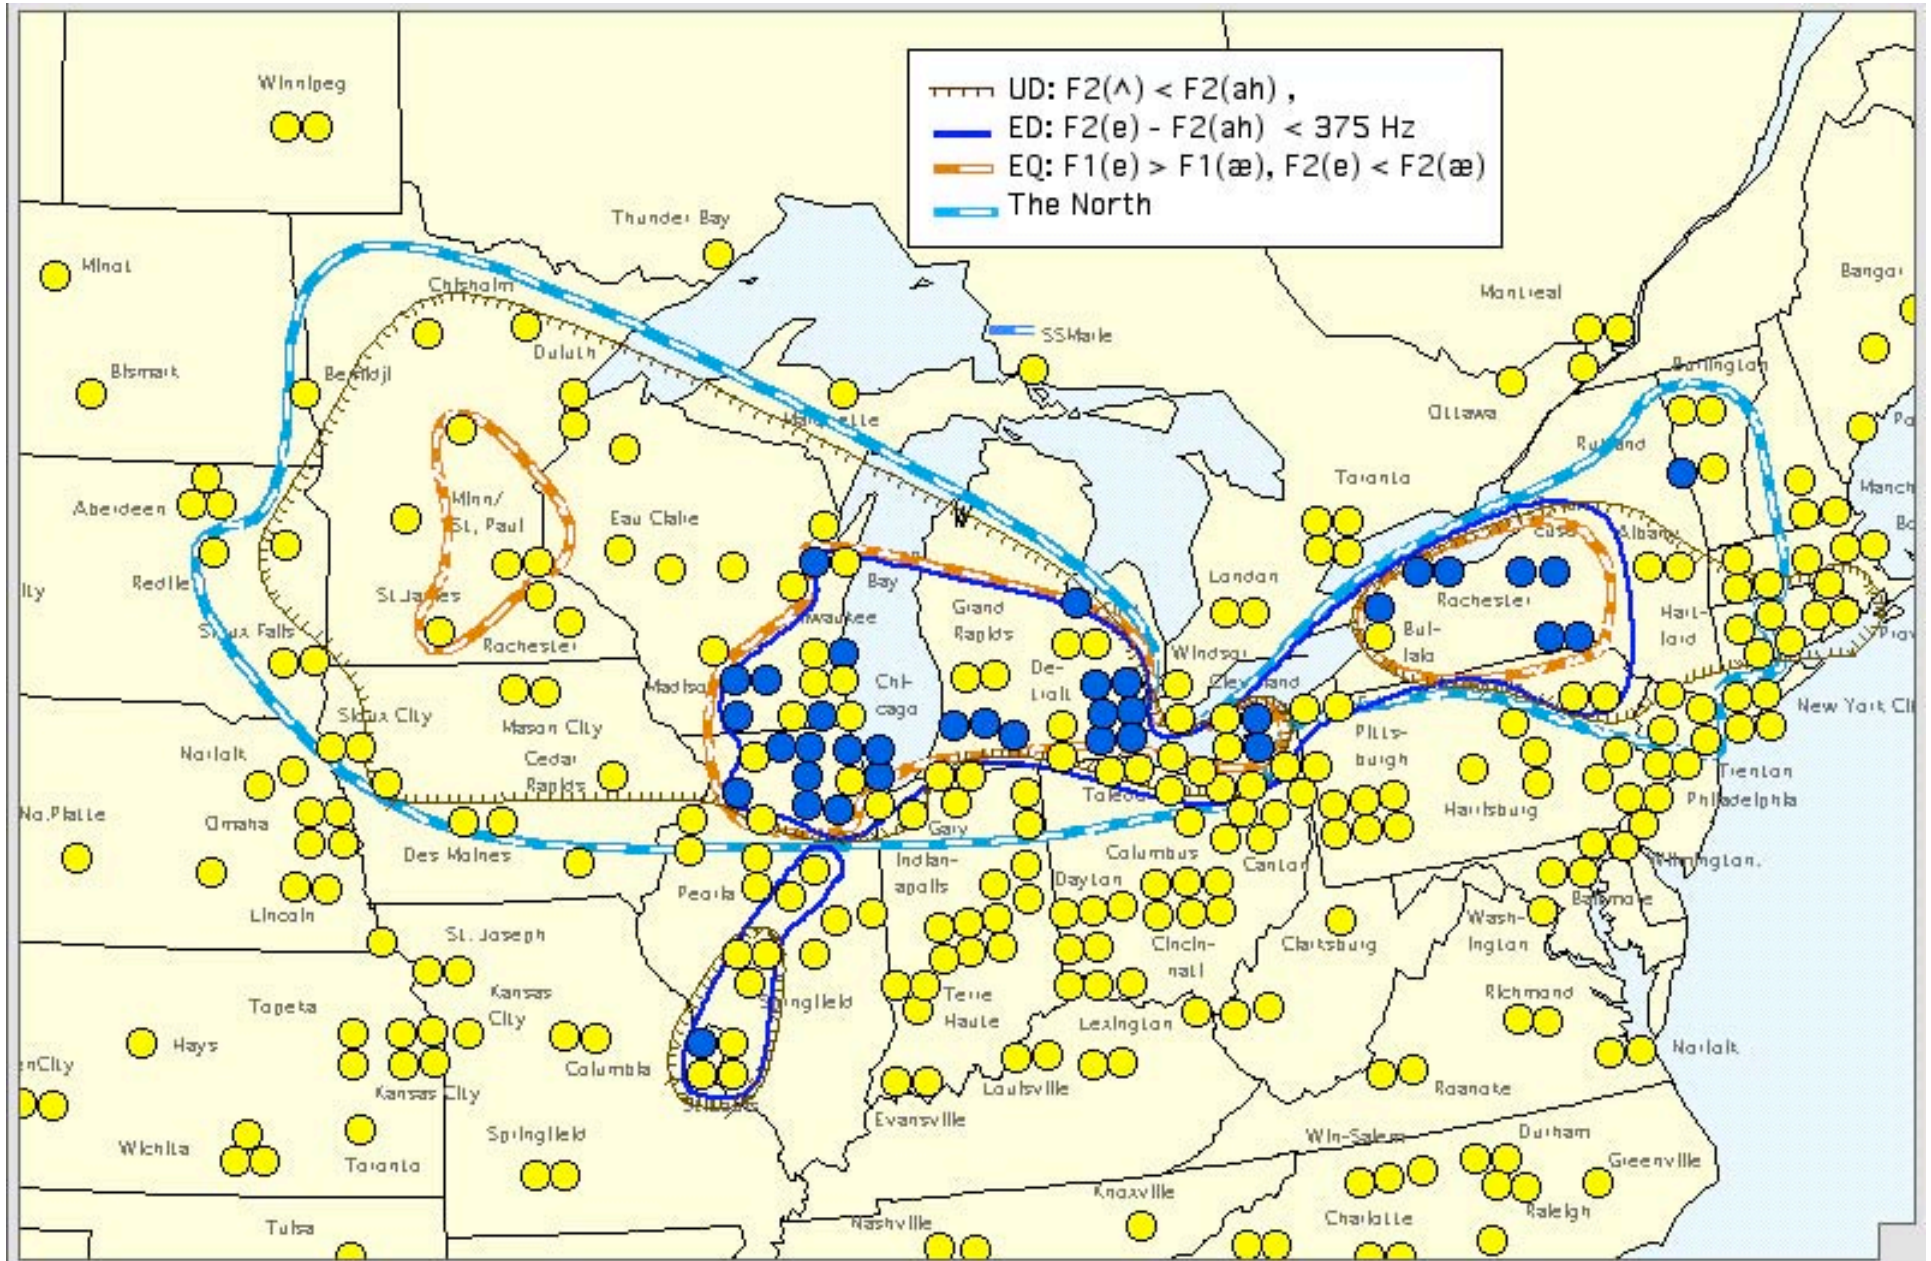 Winnipeg
UD: F2(^) < F2(ah) ,
ED: F2(e) - F2(ah) < 375 Hz
EQ: F1(e) > F1(æ), F2(e) < F2(æ)
The North
Thunder Bay
Minot
Bangor
Chisholm
Montreal
SSMarie
Duluth
Bismark
Bemidji
Burlington
Ottawa
Marquette
Rutland
Toronto
Aberdeen
Minn/
St. Paul
Eau Claire
Manch
Albany
London
Bay
Grand
Rapids
Rochester
Hart-
ford
St.James
Sioux Falls
Rochester
Buf-
falo
Windsor
De-
troit
Cleveland
Chi-
cago
Sioux City
Mason City
New York Ci
Pitts-
burgh
Norfolk
Cedar
Rapids
Trenton
Toledo
Philadelphia
Harrisburg
No.Platte
Omaha
Gary
Des Moines
Columbus
Canton
Indian-
apolis
Wilmington.
Peoria
Dayton
Baltimore
Lincoln
Wash-
ington
St. Joseph
Cincin-
nati
Clarksburg
Kansas
City
Springfield
Terre
Haute
Richmond
Topeka
Lexington
Hays
Norfolk
enCity
Columbia
Kansas City
Louisville
Roanoke
St.Louis
Evansville
Wichita
Springfield
Win-Salem
Durham
Toronto
Greenville
Knoxville
Raleigh
Charlotte
Tulsa
Nashville